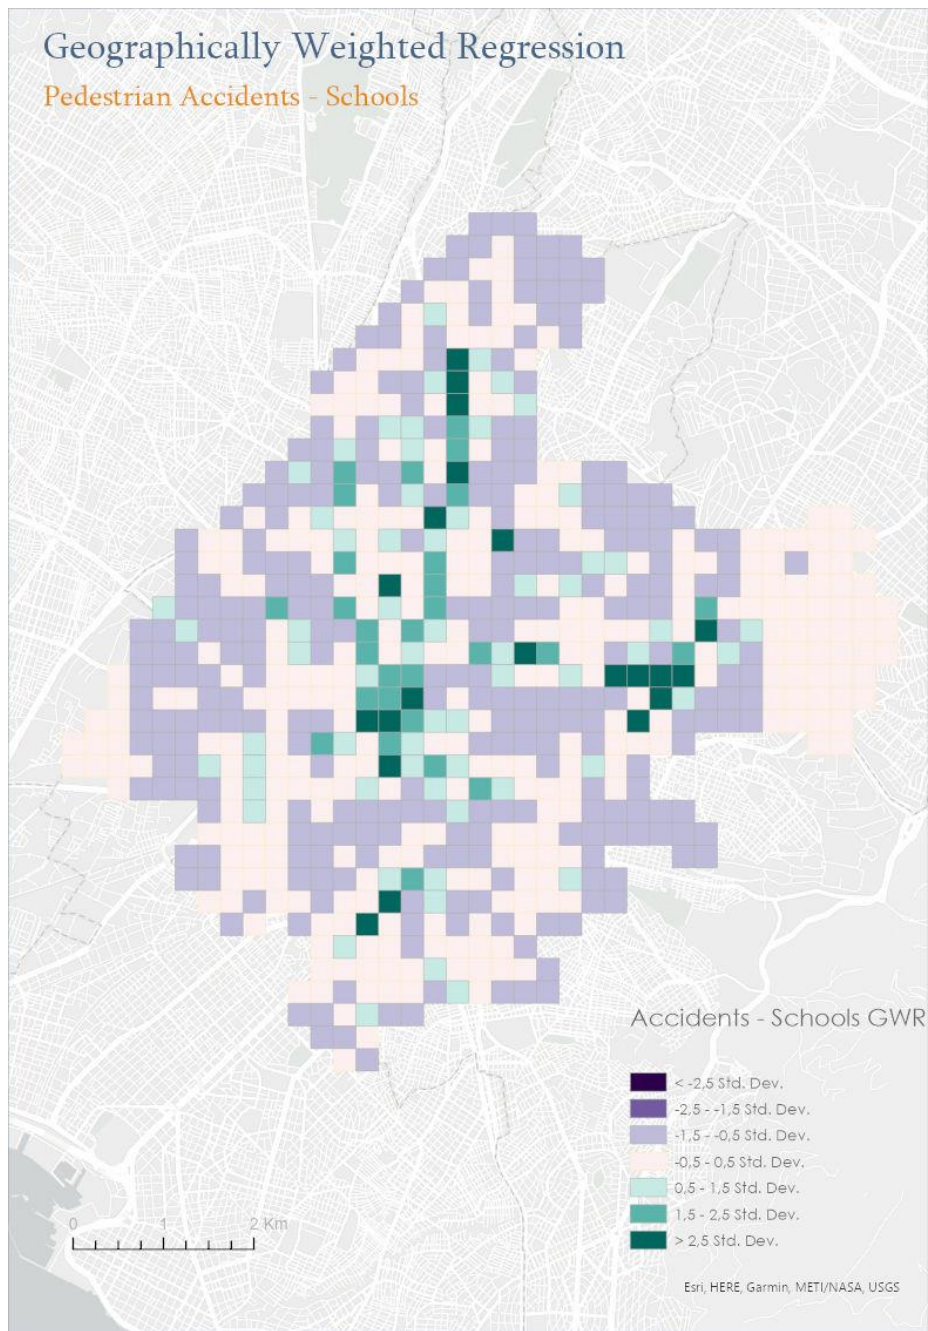 Geographically Weighted Regression
Pedestrian Accidents - Schools
Accidents - Schools GWR
< -2,5 Std. Dev.
-2,5 - -1,5 Std. Dev.
-1,5 - -0,5 Std. Dev.
-0,5 - 0,5 Std. Dev.
0,5 - 1,5 Std. Dev.
1,5 - 2,5 Std. Dev.
> 2,5 Std. Dev.
0 1 2 Km
Esri, HERE, Garmin, METI/NASA, USGS